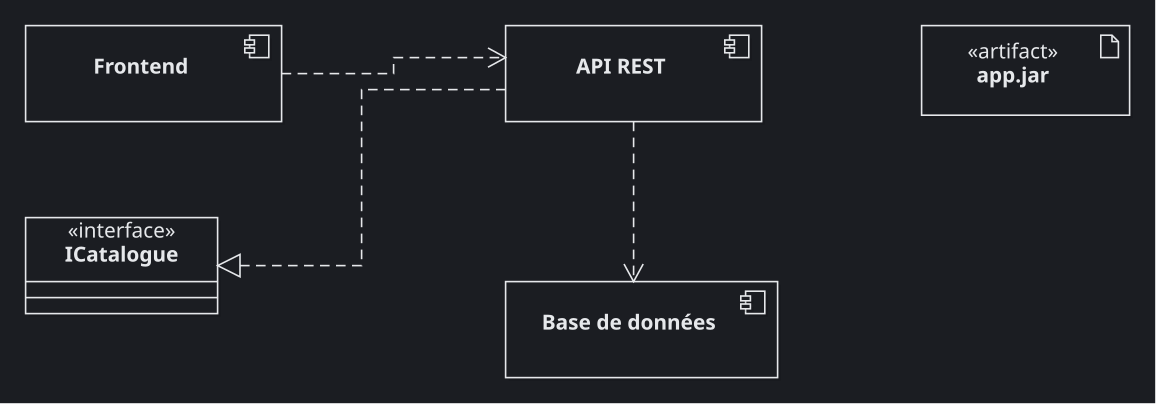 Frontend
API REST
«artifact»
app.jar
«interface»
ICatalogue
Base de données